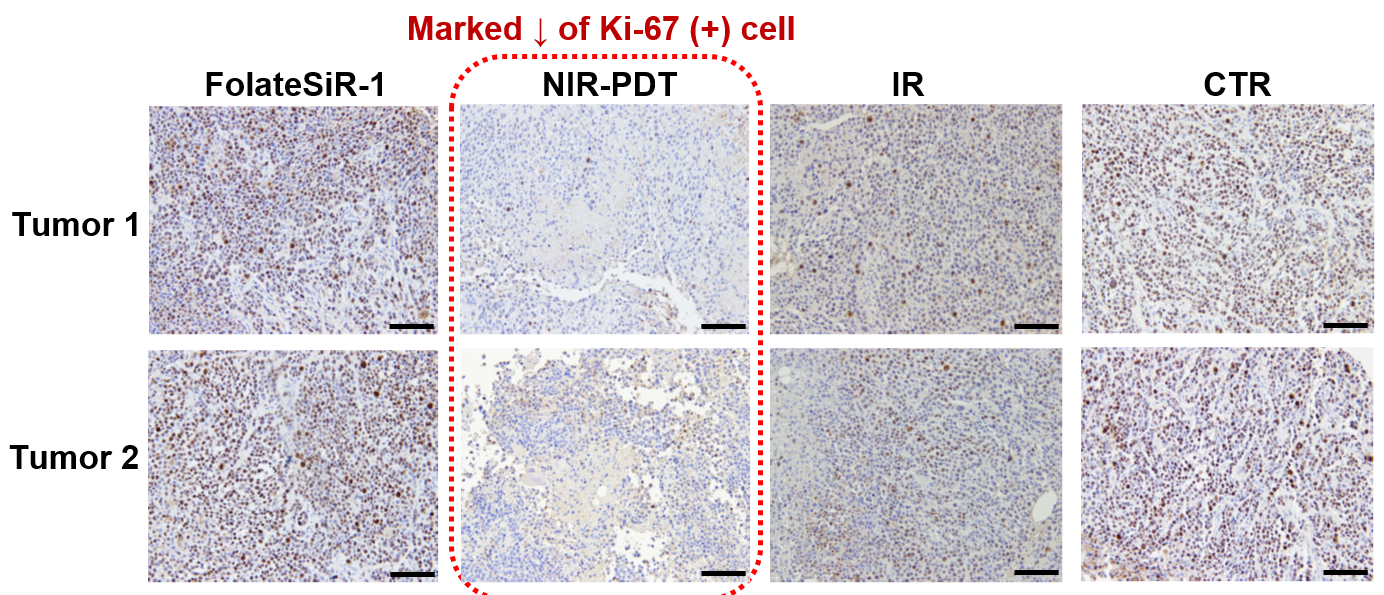 Marked ↓ of Ki-67 (+) cell
FolateSiR-1 NIR-PDT IR CTR
Tumor 1
Tumor 2